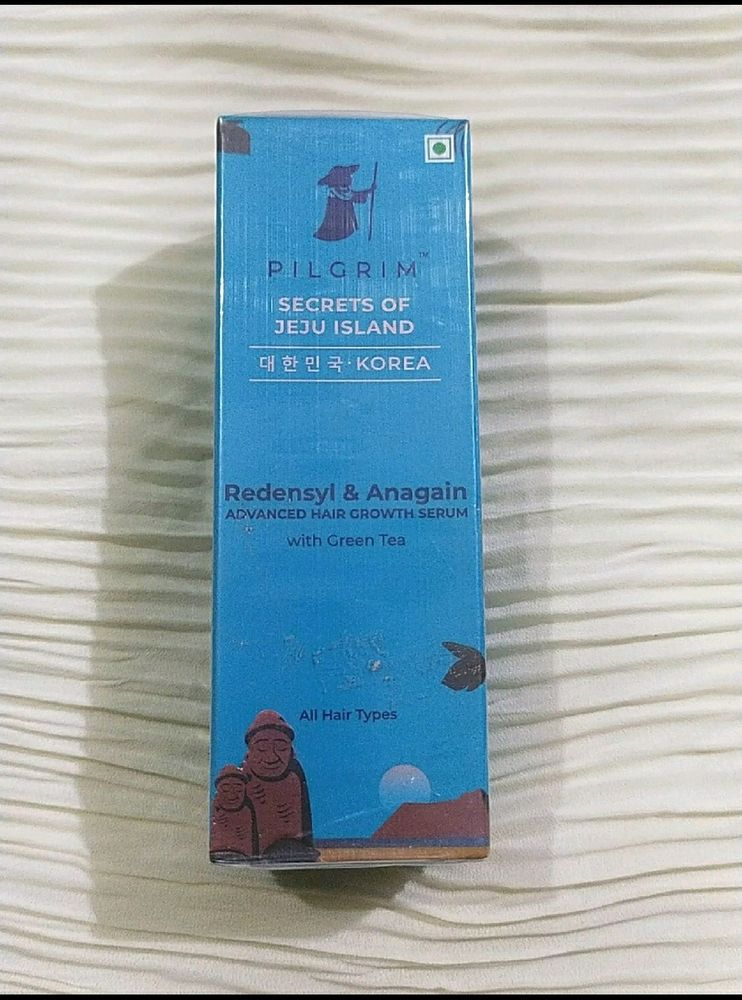 PILGRIM™
SECRETS OF
JEJU ISLAND
대한민국·KOREA
Redensyl & Anagain
ADVANCED HAIR GROWTH SERUM
with Green Tea
All Hair Types